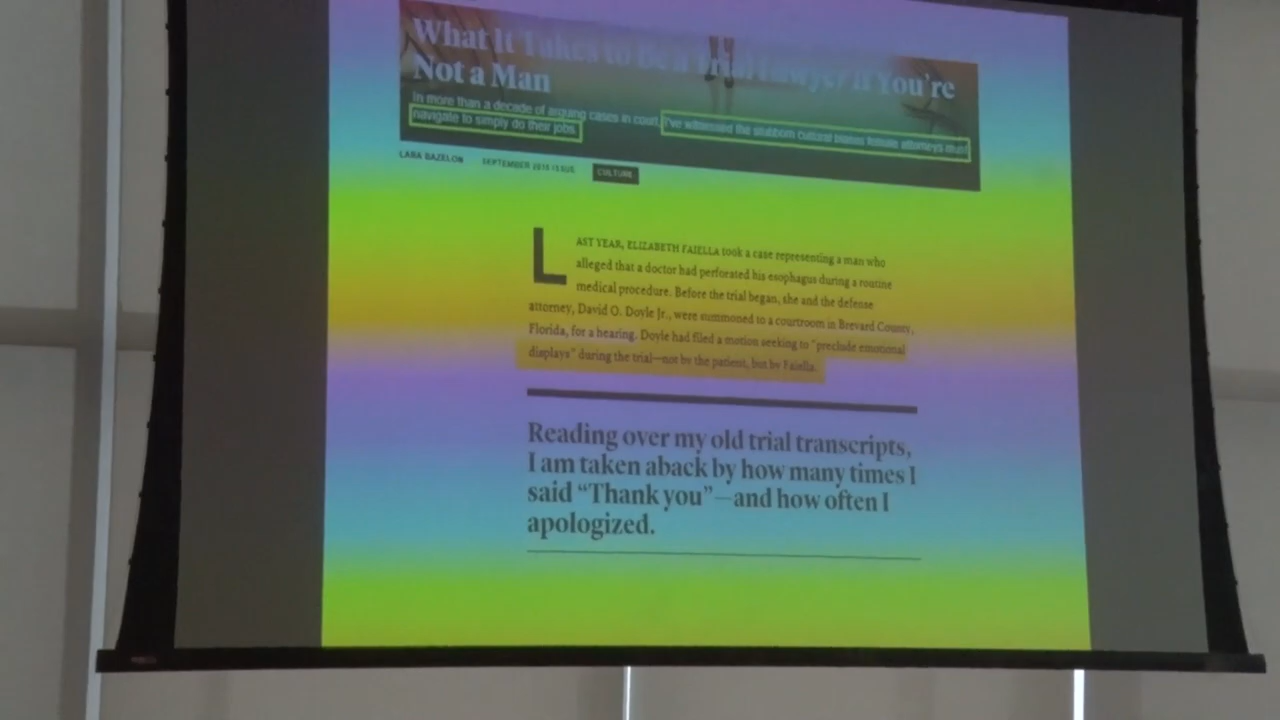 What It Takes to Be a Trial Lawyer If You're
Not a Man
In more than a decade of arguing cases in court, I've witnessed the stubborn cultural biases female attorneys must
navigate to simply do their jobs.
LARA BAZELON SEPTEMBER 2018 ISSUE CULTURE
LAST YEAR, ELIZABETH FAIELLA took a case representing a man who
alleged that a doctor had perforated his esophagus during a routine
medical procedure. Before the trial began, she and the defense
attorney, David O. Doyle Jr., were summoned to a courtroom in Brevard County,
Florida, for a hearing. Doyle had filed a motion seeking to "preclude emotional
displays" during the trial—not by the patient, but by Faiella.
Reading over my old trial transcripts,
I am taken aback by how many times I
said “Thank you”—and how often I
apologized.